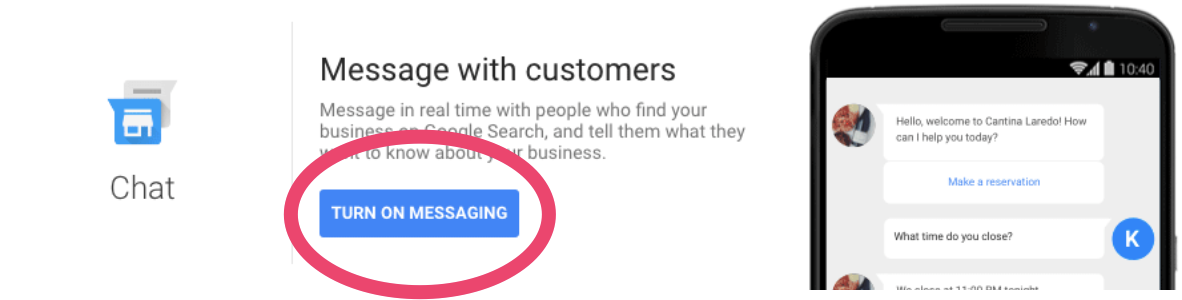 Chat
Message with customers
Message in real time with people who find your
business on Google Search, and tell them what they
want to know about your business.
TURN ON MESSAGING
10:40
Hello, welcome to Cantina Laredo! How
can I help you today?
Make a reservation
What time do you close?
K
We close at 11:00 PM tonight